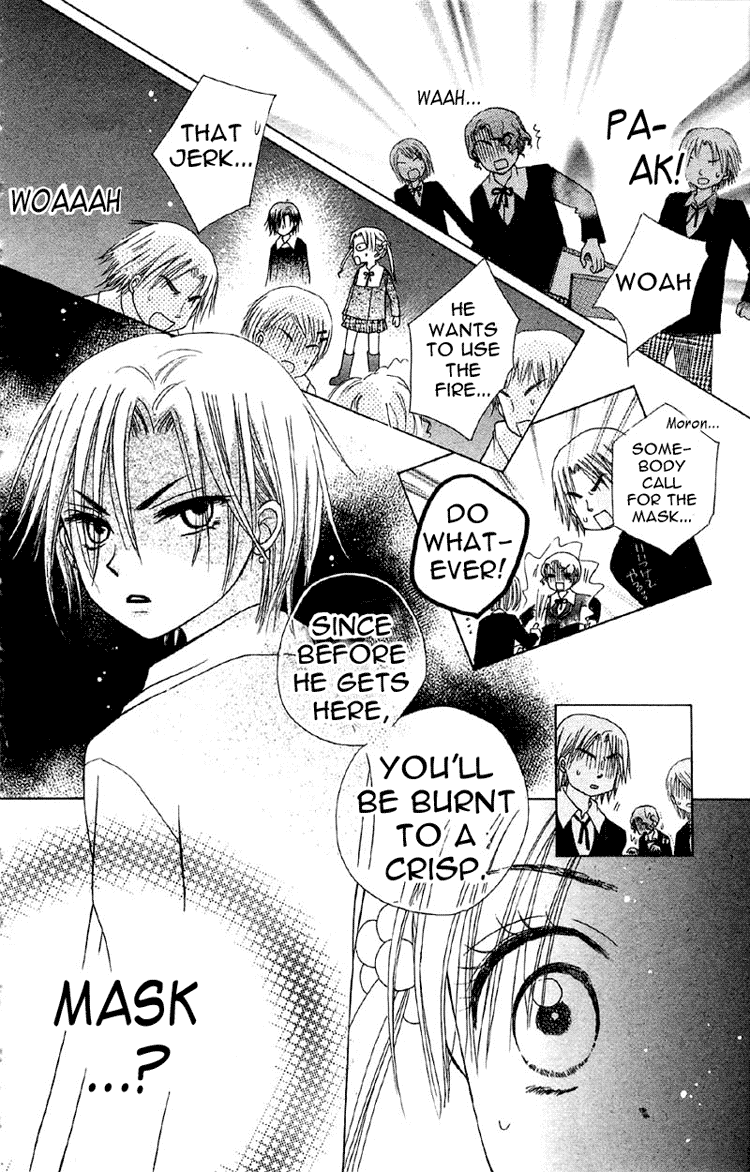 PA-
AK!
WAAH...
WOAH
THAT
JERK...
WOAAAH
HE
WANTS
TO USE
THE
FIRE...
Moron...
SOME-
BODY
CALL
FOR THE
MASK...
DO
WHAT-
EVER!
SINCE
BEFORE
HE GETS
HERE,
YOU'LL
BE BURNT
TO A
CRISP.
MASK
...?